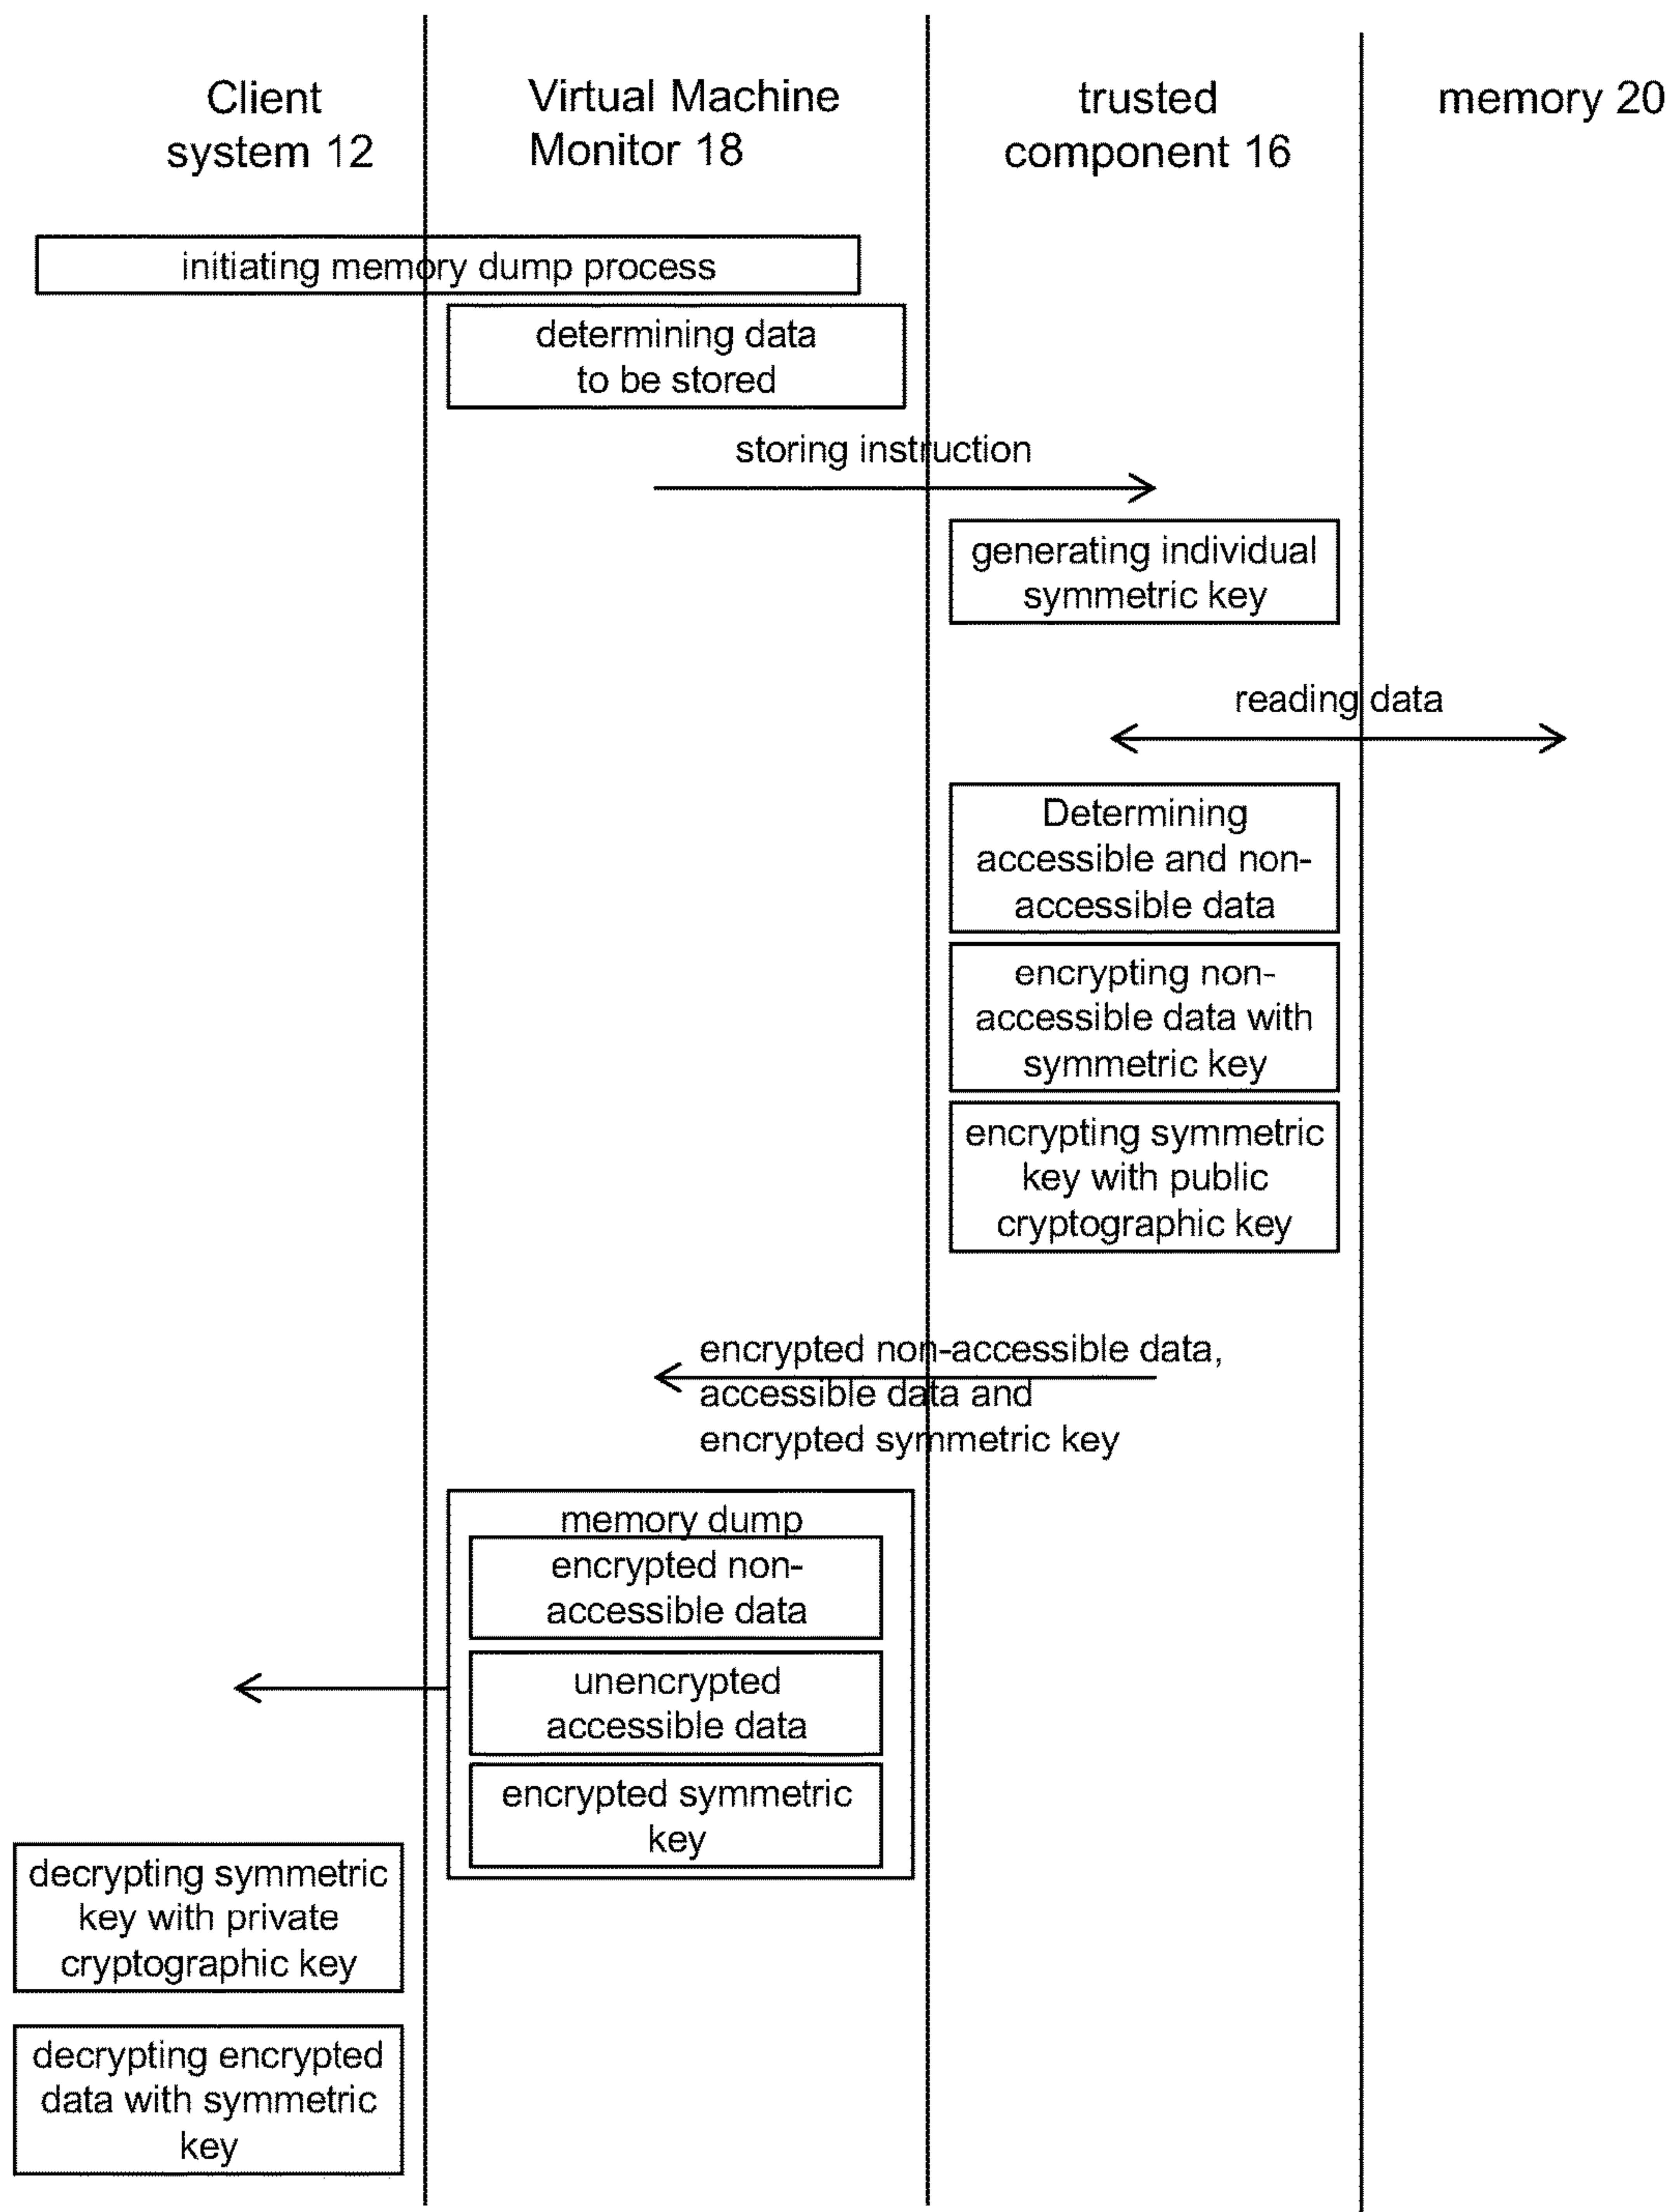 Client
system 12
Virtual Machine
Monitor 18
trusted
component 16
memory 20
initiating memory dump process
determining data
to be stored
storing instruction
generating individual
symmetric key
reading data
Determining
accessible and non-
accessible data
encrypting non-
accessible data with
symmetric key
encrypting symmetric
key with public
cryptographic key
encrypted non-accessible data,
accessible data and
encrypted symmetric key
memory dump
encrypted non-
accessible data
unencrypted
accessible data
encrypted symmetric
key
decrypting symmetric
key with private
cryptographic key
decrypting encrypted
data with symmetric
key